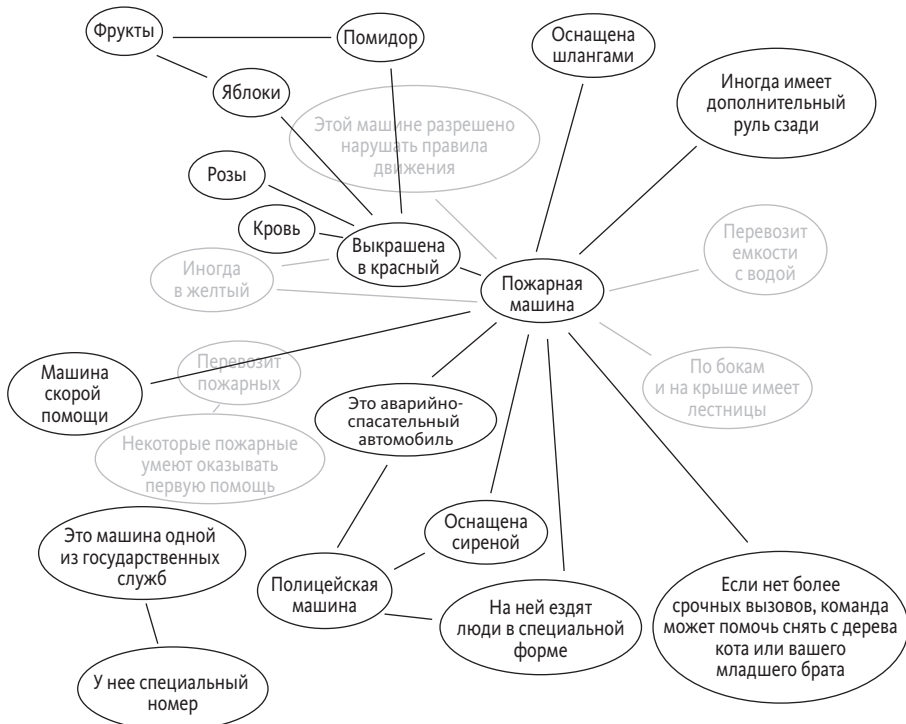 Фрукты
Помидор
Оснащена
шлангами
Яблоки
Иногда имеет
дополнительный
руль сзади
Этой машине разрешено
нарушать правила
движения
Розы
Кровь
Выкрашена
в красный
Перевозит
емкости
с водой
Иногда
в желтый
Пожарная
машина
Машина
скорой
помощи
Перевозит
пожарных
По бокам
и на крыше имеет
лестницы
Это аварийно-
спасательный
автомобиль
Некоторые пожарные
умеют оказывать
первую помощь
Это машина одной
из государственных
служб
Оснащена
сиреной
Полицейская
машина
На ней ездят
люди в специальной
форме
Если нет более
срочных вызовов, команда
может помочь снять с дерева
кота или вашего
младшего брата
У нее специальный
номер